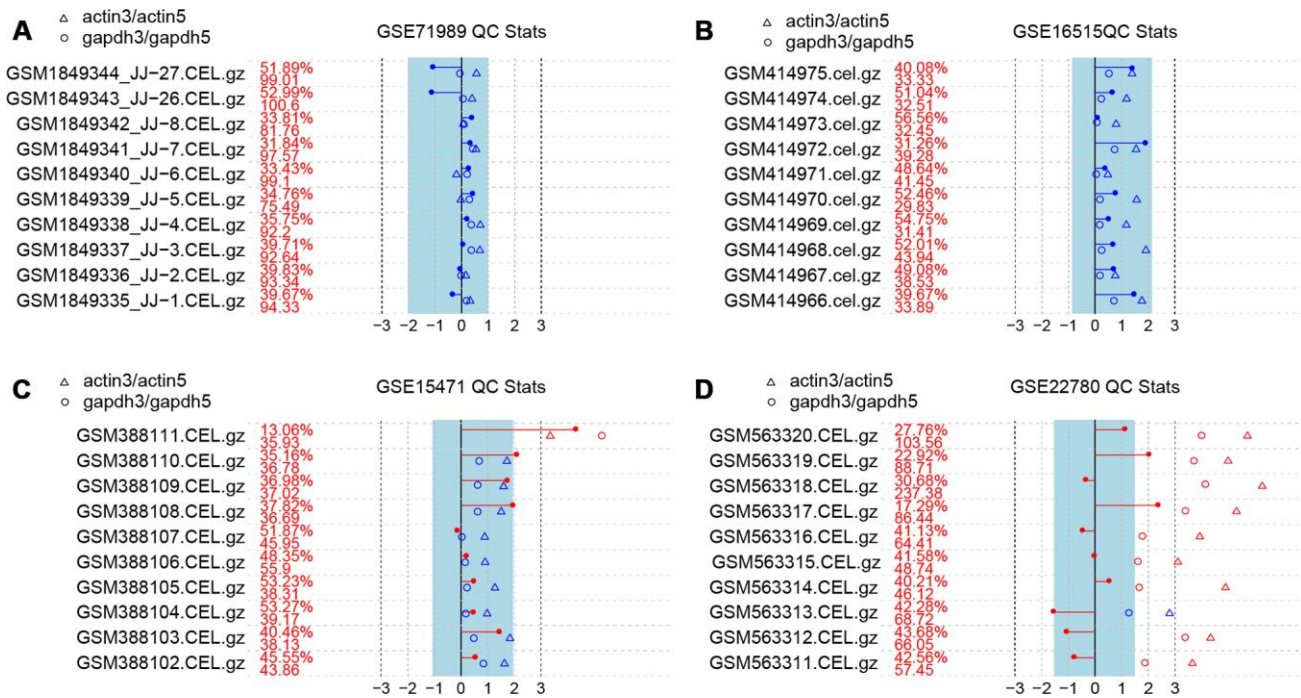 A
△ actin3/actin5
○ gapdh3/gapdh5
GSE71989 QC Stats
GSM1849344_JJ-27.CEL.gz 51.89%
99.01
GSM1849343_JJ-26.CEL.gz 52.99%
100.6
GSM1849342_JJ-8.CEL.gz 33.81%
81.76
GSM1849341_JJ-7.CEL.gz 31.84%
97.57
GSM1849340_JJ-6.CEL.gz 33.43%
99.1
GSM1849339_JJ-5.CEL.gz 34.76%
75.49
GSM1849338_JJ-4.CEL.gz 35.75%
92.2
GSM1849337_JJ-3.CEL.gz 39.71%
92.64
GSM1849336_JJ-2.CEL.gz 39.83%
93.34
GSM1849335_JJ-1.CEL.gz 39.67%
94.33
-3 -2 -1 0 1 2 3
B
△ actin3/actin5
○ gapdh3/gapdh5
GSE16515QC Stats
GSM414975.cel.gz 40.08%
33.33
GSM414974.cel.gz 51.04%
32.51
GSM414973.cel.gz 56.56%
32.45
GSM414972.cel.gz 31.26%
39.28
GSM414971.cel.gz 48.64%
41.45
GSM414970.cel.gz 52.46%
29.83
GSM414969.cel.gz 54.75%
31.41
GSM414968.cel.gz 52.01%
43.94
GSM414967.cel.gz 49.08%
38.53
GSM414966.cel.gz 39.67%
33.89
-3 -2 -1 0 1 2 3
C
△ actin3/actin5
○ gapdh3/gapdh5
GSE15471 QC Stats
GSM388111.CEL.gz 13.06%
35.93
GSM388110.CEL.gz 35.16%
36.78
GSM388109.CEL.gz 36.98%
37.02
GSM388108.CEL.gz 37.82%
36.69
GSM388107.CEL.gz 51.87%
45.95
GSM388106.CEL.gz 48.35%
55.9
GSM388105.CEL.gz 53.23%
38.31
GSM388104.CEL.gz 53.27%
39.17
GSM388103.CEL.gz 40.46%
38.13
GSM388102.CEL.gz 45.55%
43.86
-3 -2 -1 0 1 2 3
D
△ actin3/actin5
○ gapdh3/gapdh5
GSE22780 QC Stats
GSM563320.CEL.gz 27.76%
103.56
GSM563319.CEL.gz 22.92%
88.71
GSM563318.CEL.gz 30.68%
237.38
GSM563317.CEL.gz 17.29%
86.44
GSM563316.CEL.gz 41.13%
64.41
GSM563315.CEL.gz 41.58%
48.74
GSM563314.CEL.gz 40.21%
46.12
GSM563313.CEL.gz 42.28%
68.72
GSM563312.CEL.gz 43.68%
66.05
GSM563311.CEL.gz 42.56%
57.45
-3 -2 -1 0 1 2 3